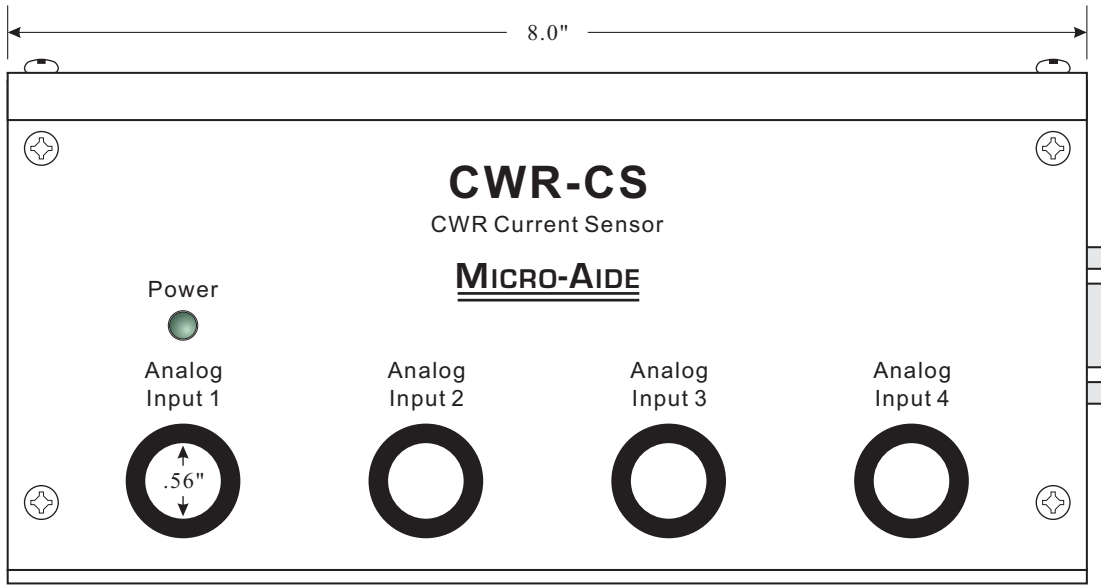 8.0"
CWR-CS
CWR Current Sensor
MICRO-AIDE
Power
Analog
Input 1
Analog
Input 2
Analog
Input 3
Analog
Input 4
.56"